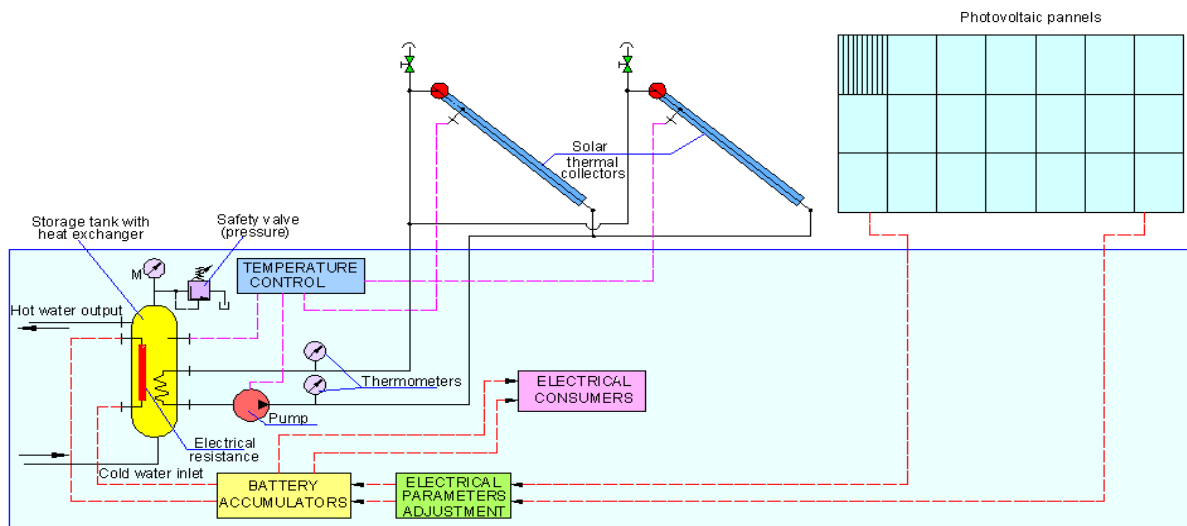 Photovoltaic pannels
Solar
thermal
collectors
Storage tank with
heat exchanger
Safety valve
(pressure)
M
TEMPERATURE
CONTROL
Hot water output
Thermometers
ELECTRICAL
CONSUMERS
Pump
Electrical
resistance
Cold water inlet
BATTERY
ACCUMULATORS
ELECTRICAL
PARAMETERS
ADJUSTMENT